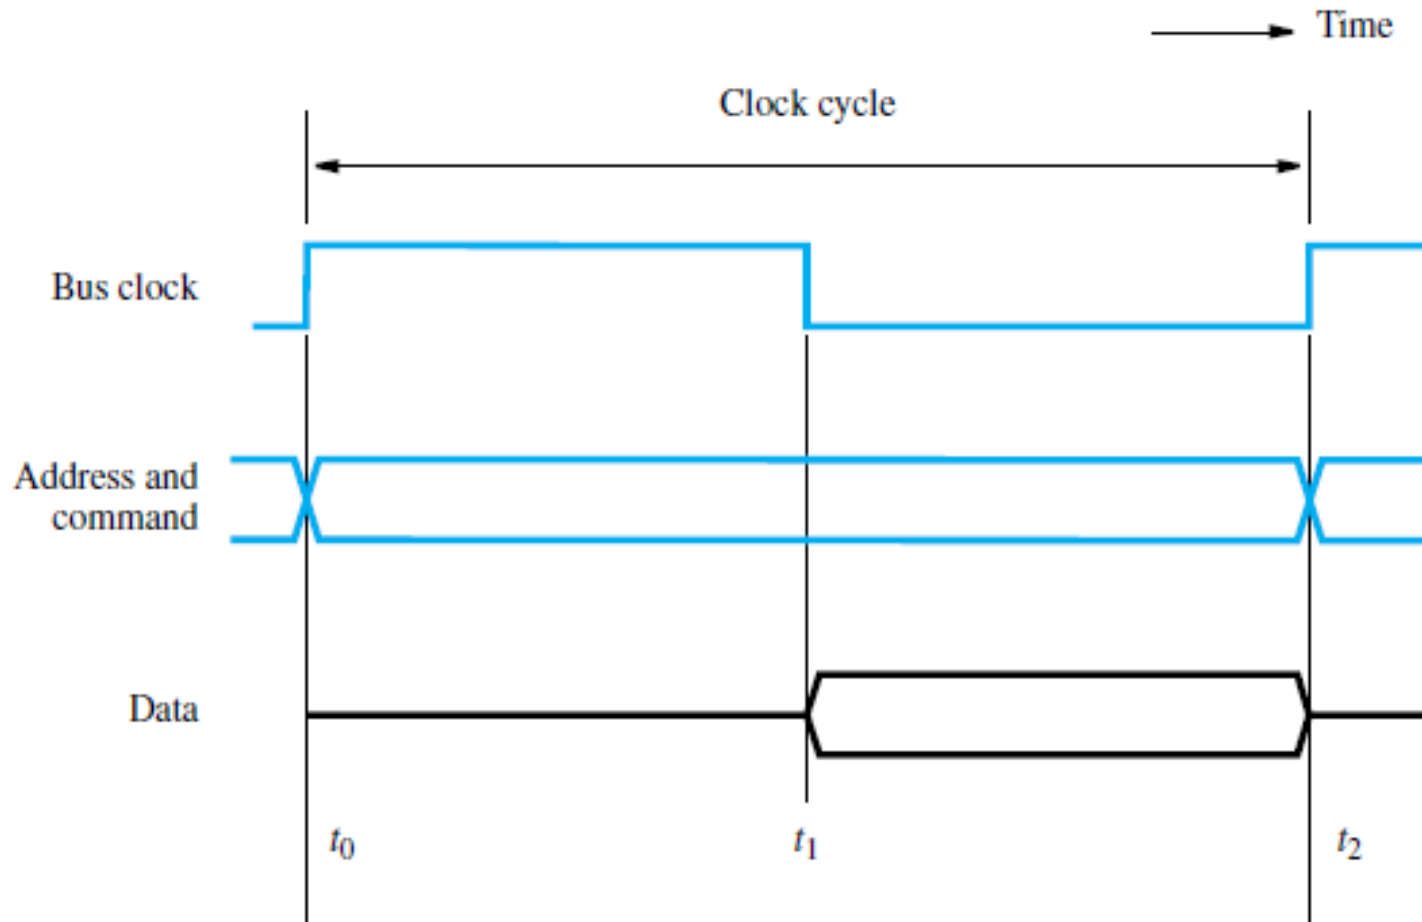 Time
Clock cycle
Bus clock
Address and
command
Data
t0
t1
t2